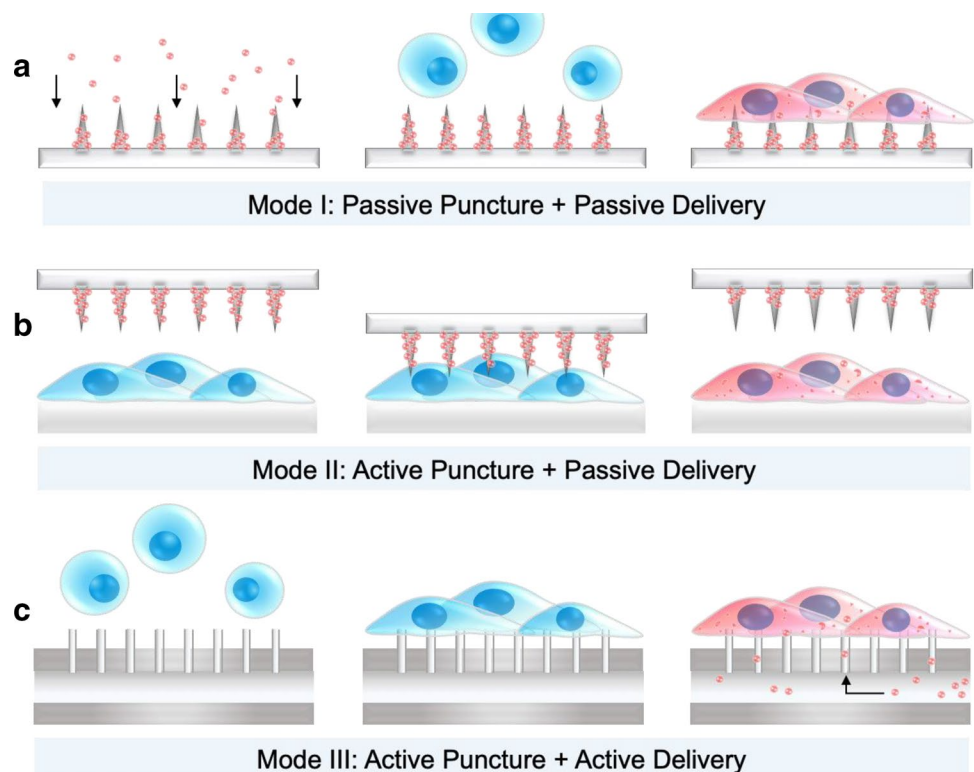 a
Mode I: Passive Puncture + Passive Delivery
b
Mode II: Active Puncture + Passive Delivery
c
Mode III: Active Puncture + Active Delivery